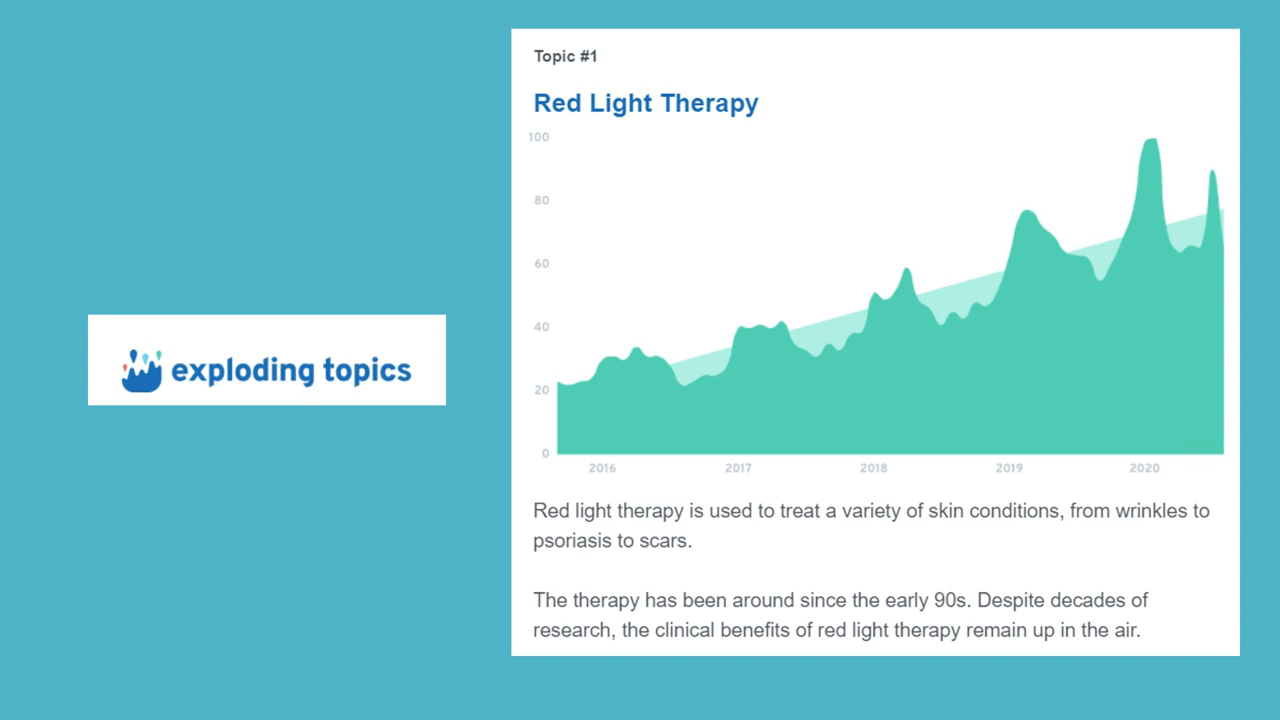 exploding topics
Topic #1
Red Light Therapy
100
80
60
40
20
0
2016 2017 2018 2019 2020
Red light therapy is used to treat a variety of skin conditions, from wrinkles to
psoriasis to scars.
The therapy has been around since the early 90s. Despite decades of
research, the clinical benefits of red light therapy remain up in the air.